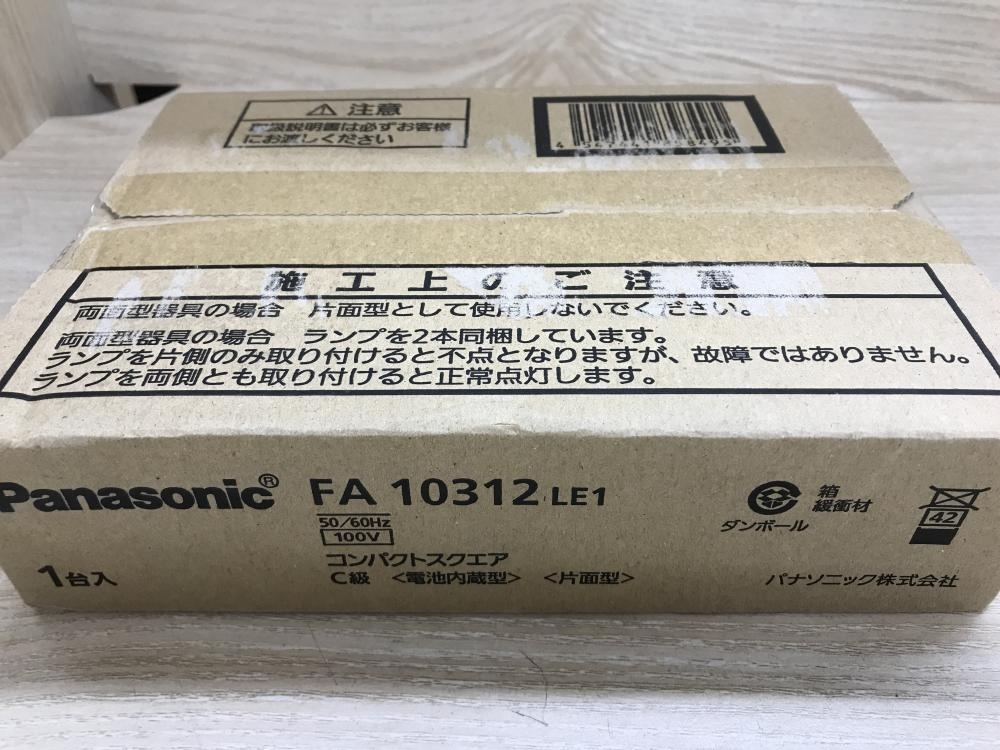 ⚠ 注意
取扱説明書は必ずお客様
にお渡しください
施工上のご注意
両面型器具の場合 片面型として使用しないでください。
両面型器具の場合 ランプを2本同梱しています。
ランプを片側のみ取り付けると不点となりますが、故障ではありません。
ランプを両側とも取り付けると正常点灯します。
Panasonic® FA 10312 LE1
50/60Hz
100V
コンパクトスクエア
C級 〈電池内蔵型〉 〈片面型〉
1台入
ダンボール
箱
緩衝材
42
パナソニック株式会社